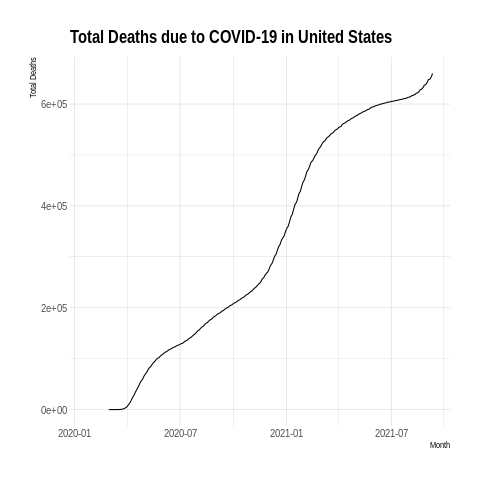 Total Deaths due to COVID-19 in United States
Total Deaths
6e+05
4e+05
2e+05
0e+00
2020-01 2020-07 2021-01 2021-07
Month